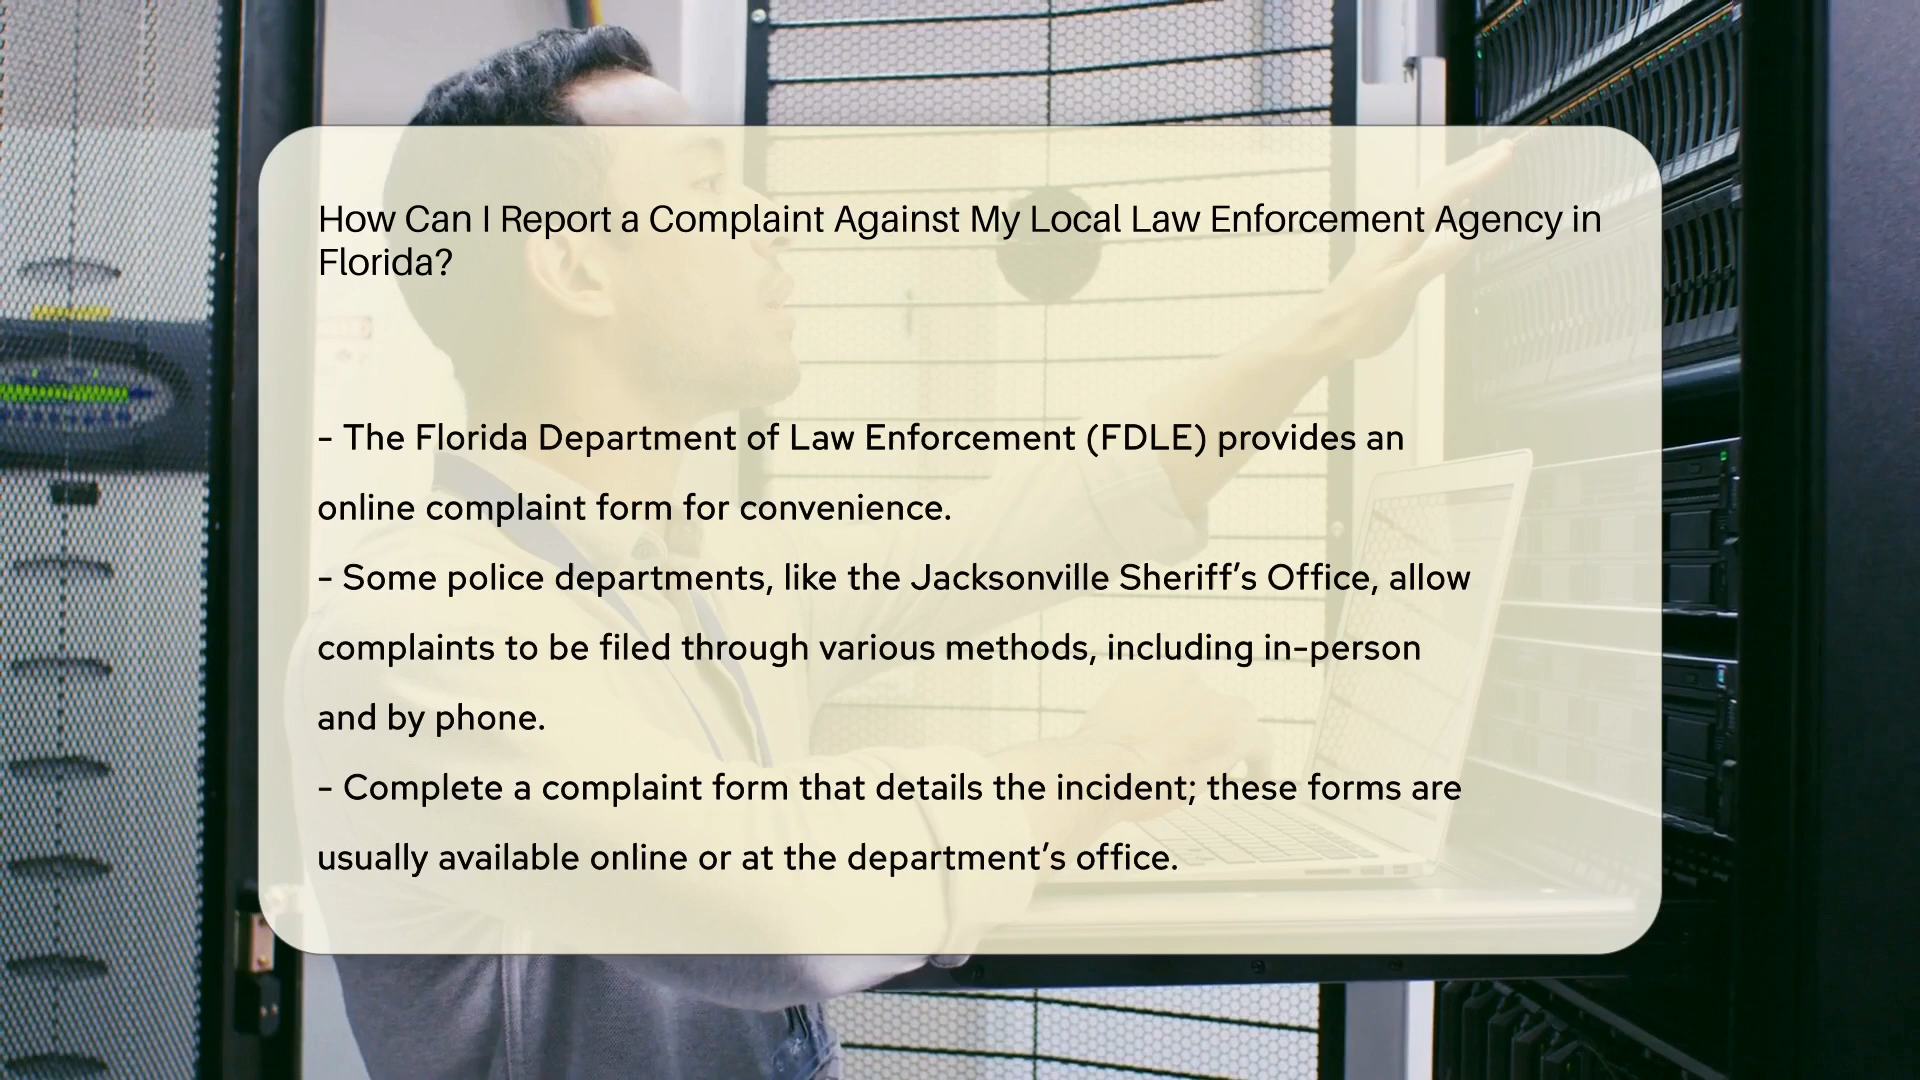 How Can I Report a Complaint Against My Local Law Enforcement Agency in
Florida?
- The Florida Department of Law Enforcement (FDLE) provides an
online complaint form for convenience.
- Some police departments, like the Jacksonville Sheriff's Office, allow
complaints to be filed through various methods, including in-person
and by phone.
- Complete a complaint form that details the incident; these forms are
usually available online or at the department's office.